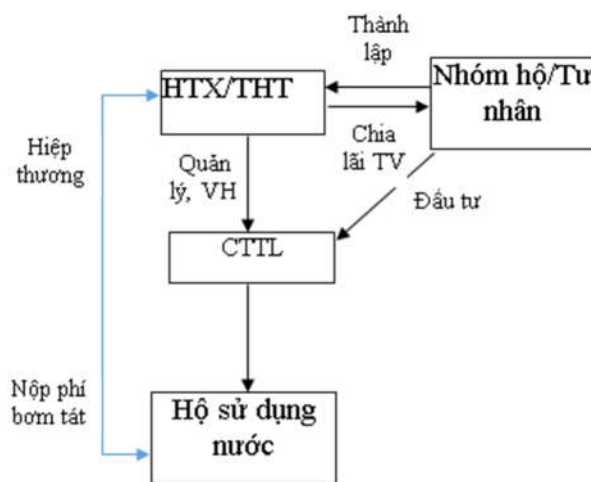 Thành
lập
HTX/THT
Nhóm hộ/Tư
nhân
Chia
lãi TV
Hiệp
thương
Quản
lý, VH
Đầu tư
CTTL
Nộp phí
bơm tát
Hộ sử dụng
nước